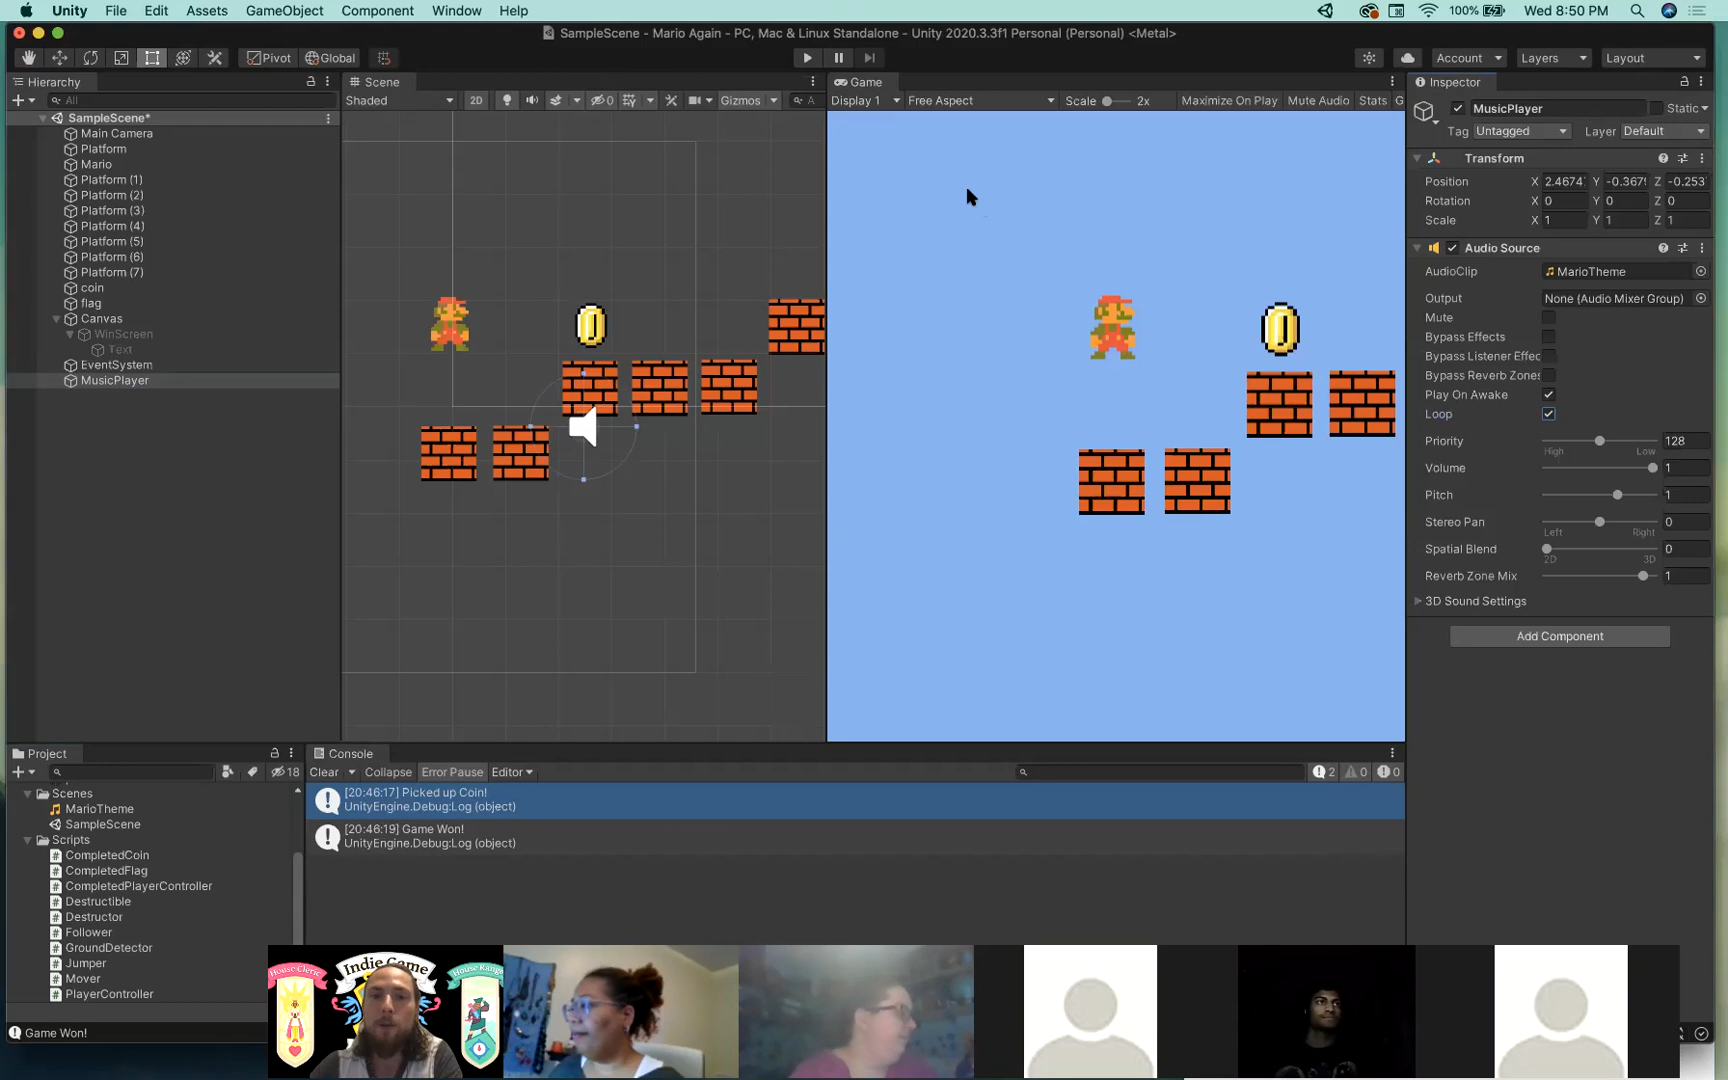 Unity File Edit Assets GameObject Component Window Help 100% Wed 8:50 PM
SampleScene - Mario Again - PC, Mac & Linux Standalone - Unity 2020.3.3f1 Personal (Personal) <Metal>
Pivot Global Account Layers Layout
Hierarchy
All
SampleScene*
Main Camera
Platform
Mario
Platform (1)
Platform (2)
Platform (3)
Platform (4)
Platform (5)
Platform (6)
Platform (7)
coin
flag
Canvas
WinScreen
Text
EventSystem
MusicPlayer
Scene
Shaded 2D 0 Gizmos A
Game
Display 1 Free Aspect Scale 2x Maximize On Play Mute Audio Stats G
Inspector
MusicPlayer Static
Tag Untagged Layer Default
Transform
Position X 2.4674 Y -0.367 Z -0.253
Rotation X 0 Y 0 Z 0
Scale X 1 Y 1 Z 1
Audio Source
AudioClip MarioTheme
Output None (Audio Mixer Group)
Mute
Bypass Effects
Bypass Listener Effec
Bypass Reverb Zones
Play On Awake
Loop
Priority 128
High Low
Volume 1
Pitch 1
Stereo Pan 0
Left Right
Spatial Blend 0
2D 3D
Reverb Zone Mix 1
3D Sound Settings
Add Component
Project
18
Scenes
MarioTheme
SampleScene
Scripts
CompletedCoin
CompletedFlag
CompletedPlayerController
Destructible
Destructor
Follower
GroundDetector
Jumper
Mover
PlayerController
Console
Clear Collapse Error Pause Editor 2 0 0
[20:46:17] Picked up Coin!
UnityEngine.Debug:Log (object)
[20:46:19] Game Won!
UnityEngine.Debug:Log (object)
Game Won!
House Cleric
Indie Game
House Rang